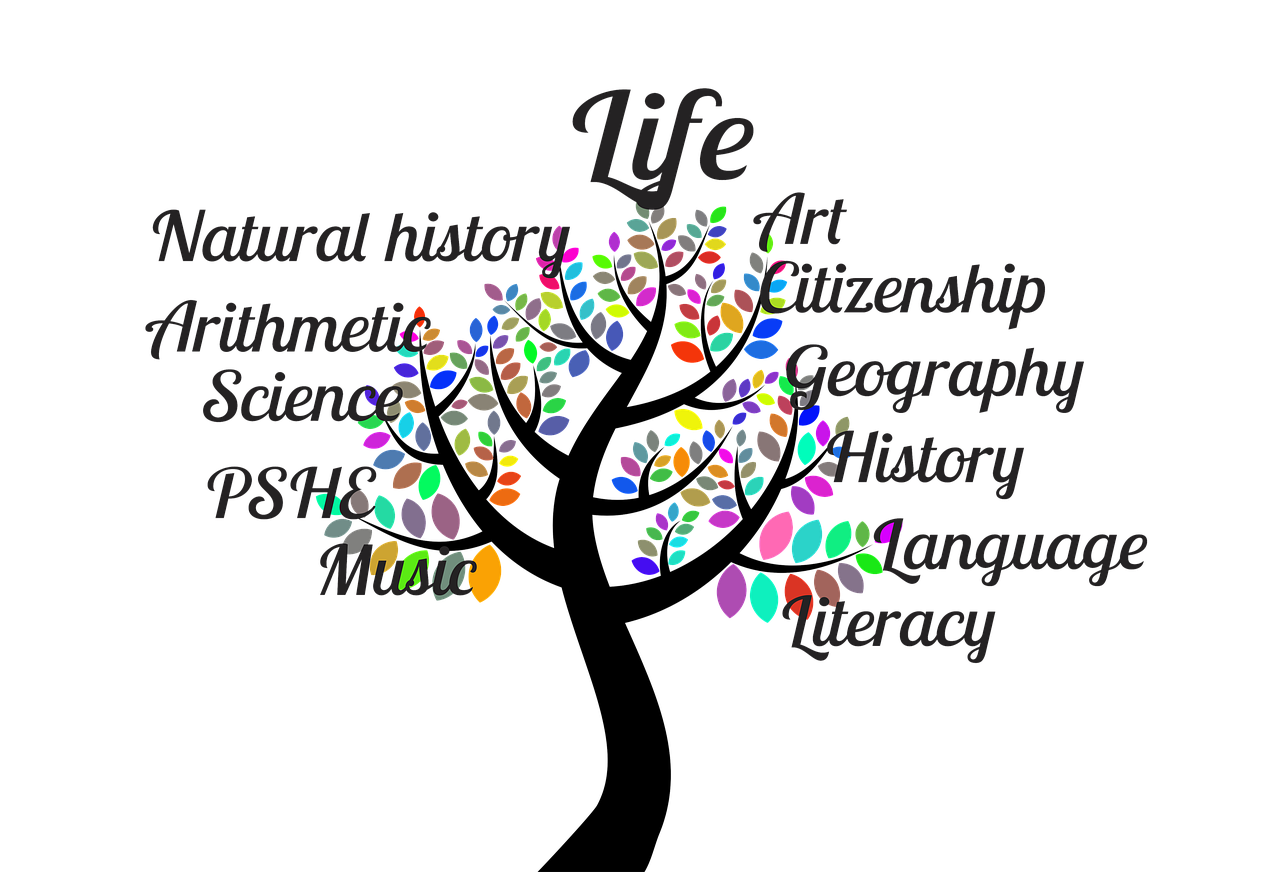 Life
Natural history
Arithmetic
Science
PSHE
Music
Art
Citizenship
Geography
History
Language
Literacy